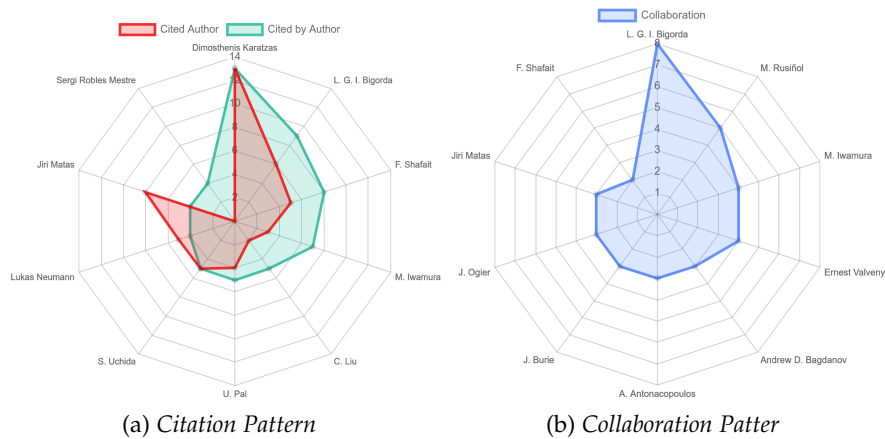 Cited Author Cited by Author
Dimosthenis Karatzas
14
12
10
8
6
4
2
L. G. I. Bigorda
F. Shafait
M. Iwamura
C. Liu
U. Pal
S. Uchida
Lukas Neumann
Jiri Matas
Sergi Robles Mestre
(a) Citation Pattern
Collaboration
L. G. I. Bigorda
8
7
6
5
4
3
2
1
M. Rusiñol
M. Iwamura
Ernest Valveny
Andrew D. Bagdanov
A. Antonacopoulos
J. Burie
J. Ogier
Jiri Matas
F. Shafait
(b) Collaboration Patter